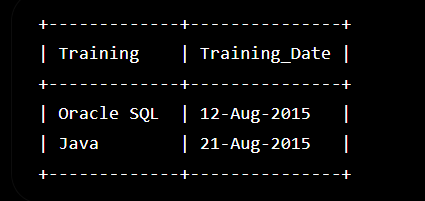 +-------------+---------------+
| Training    | Training_Date |
+-------------+---------------+
| Oracle SQL  | 12-Aug-2015   |
| Java        | 21-Aug-2015   |
+-------------+---------------+